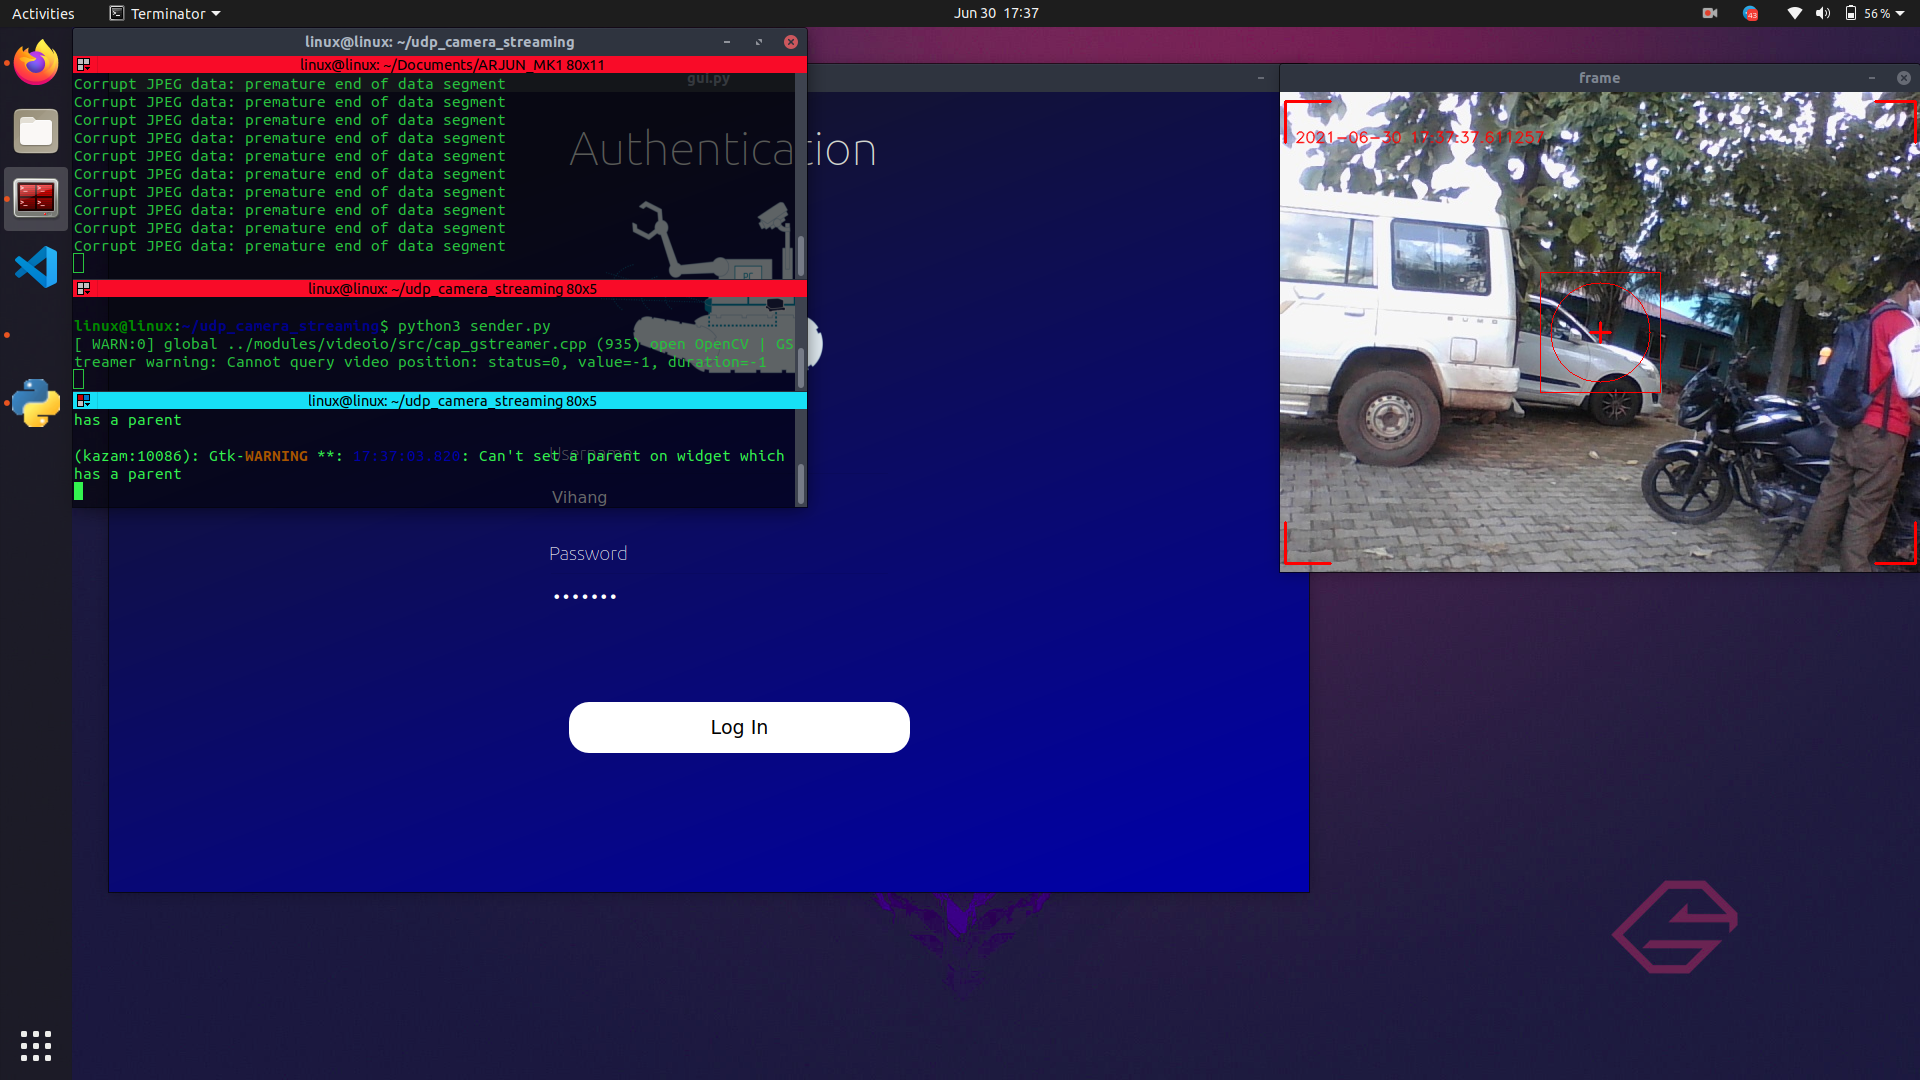 Activities
Terminator
Jun 30 17:37
43
56 %
linux@linux: ~/udp_camera_streaming
linux@linux: ~/Documents/ARJUN_MK1 80x11
Corrupt JPEG data: premature end of data segment
Corrupt JPEG data: premature end of data segment
Corrupt JPEG data: premature end of data segment
Corrupt JPEG data: premature end of data segment
Corrupt JPEG data: premature end of data segment
Corrupt JPEG data: premature end of data segment
Corrupt JPEG data: premature end of data segment
Corrupt JPEG data: premature end of data segment
Corrupt JPEG data: premature end of data segment
Corrupt JPEG data: premature end of data segment
linux@linux: ~/udp_camera_streaming 80x5
linux@linux:~/udp_camera_streaming$ python3 sender.py
[ WARN:0] global ../modules/videoio/src/cap_gstreamer.cpp (935) open OpenCV | GS
treamer warning: Cannot query video position: status=0, value=-1, duration=-1
linux@linux: ~/udp_camera_streaming 80x5
has a parent
(kazam:10086): Gtk-WARNING **: 17:37:03.820: Can't set a parent on widget which
has a parent
gui.py
Authentication
PC
Username
Vihang
Password
•••••••
Log In
frame
2021-06-30 17:37:37.611257